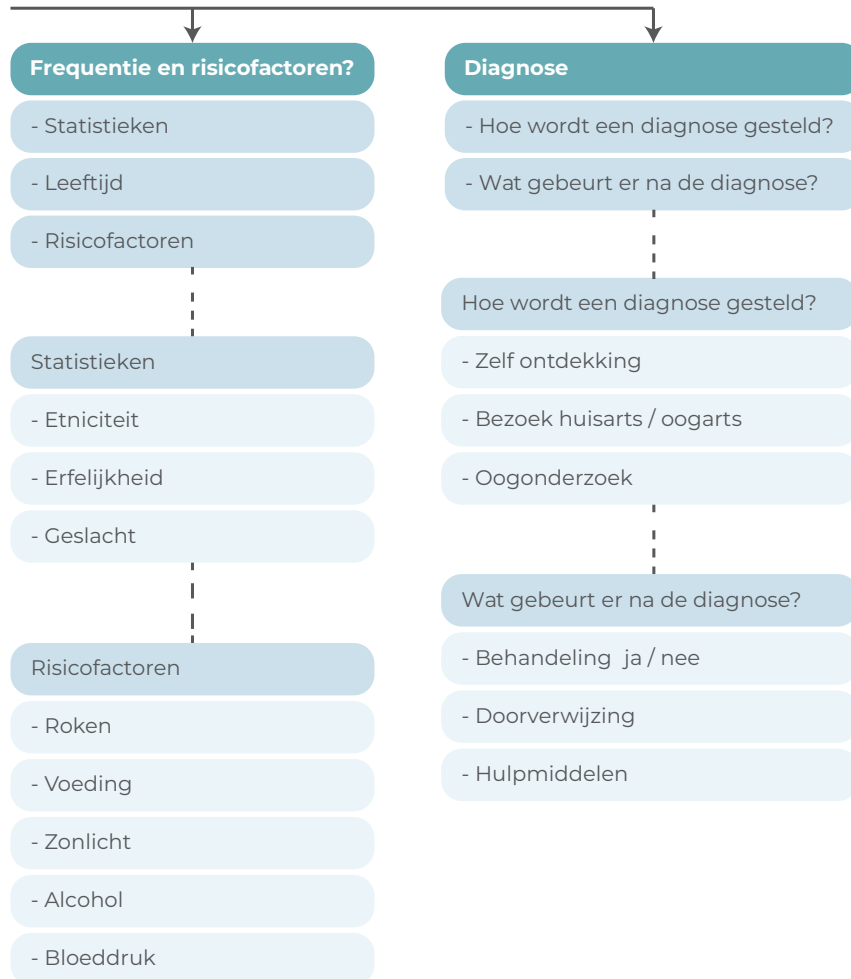 Frequentie en risicofactoren?
- Statistieken
- Leeftijd
- Risicofactoren
Statistieken
- Etniciteit
- Erfelijkheid
- Geslacht
Risicofactoren
- Roken
- Voeding
- Zonlicht
- Alcohol
- Bloeddruk
Diagnose
- Hoe wordt een diagnose gesteld?
- Wat gebeurt er na de diagnose?
Hoe wordt een diagnose gesteld?
- Zelf ontdekking
- Bezoek huisarts / oogarts
- Oogonderzoek
Wat gebeurt er na de diagnose?
- Behandeling  ja / nee
- Doorverwijzing
- Hulpmiddelen